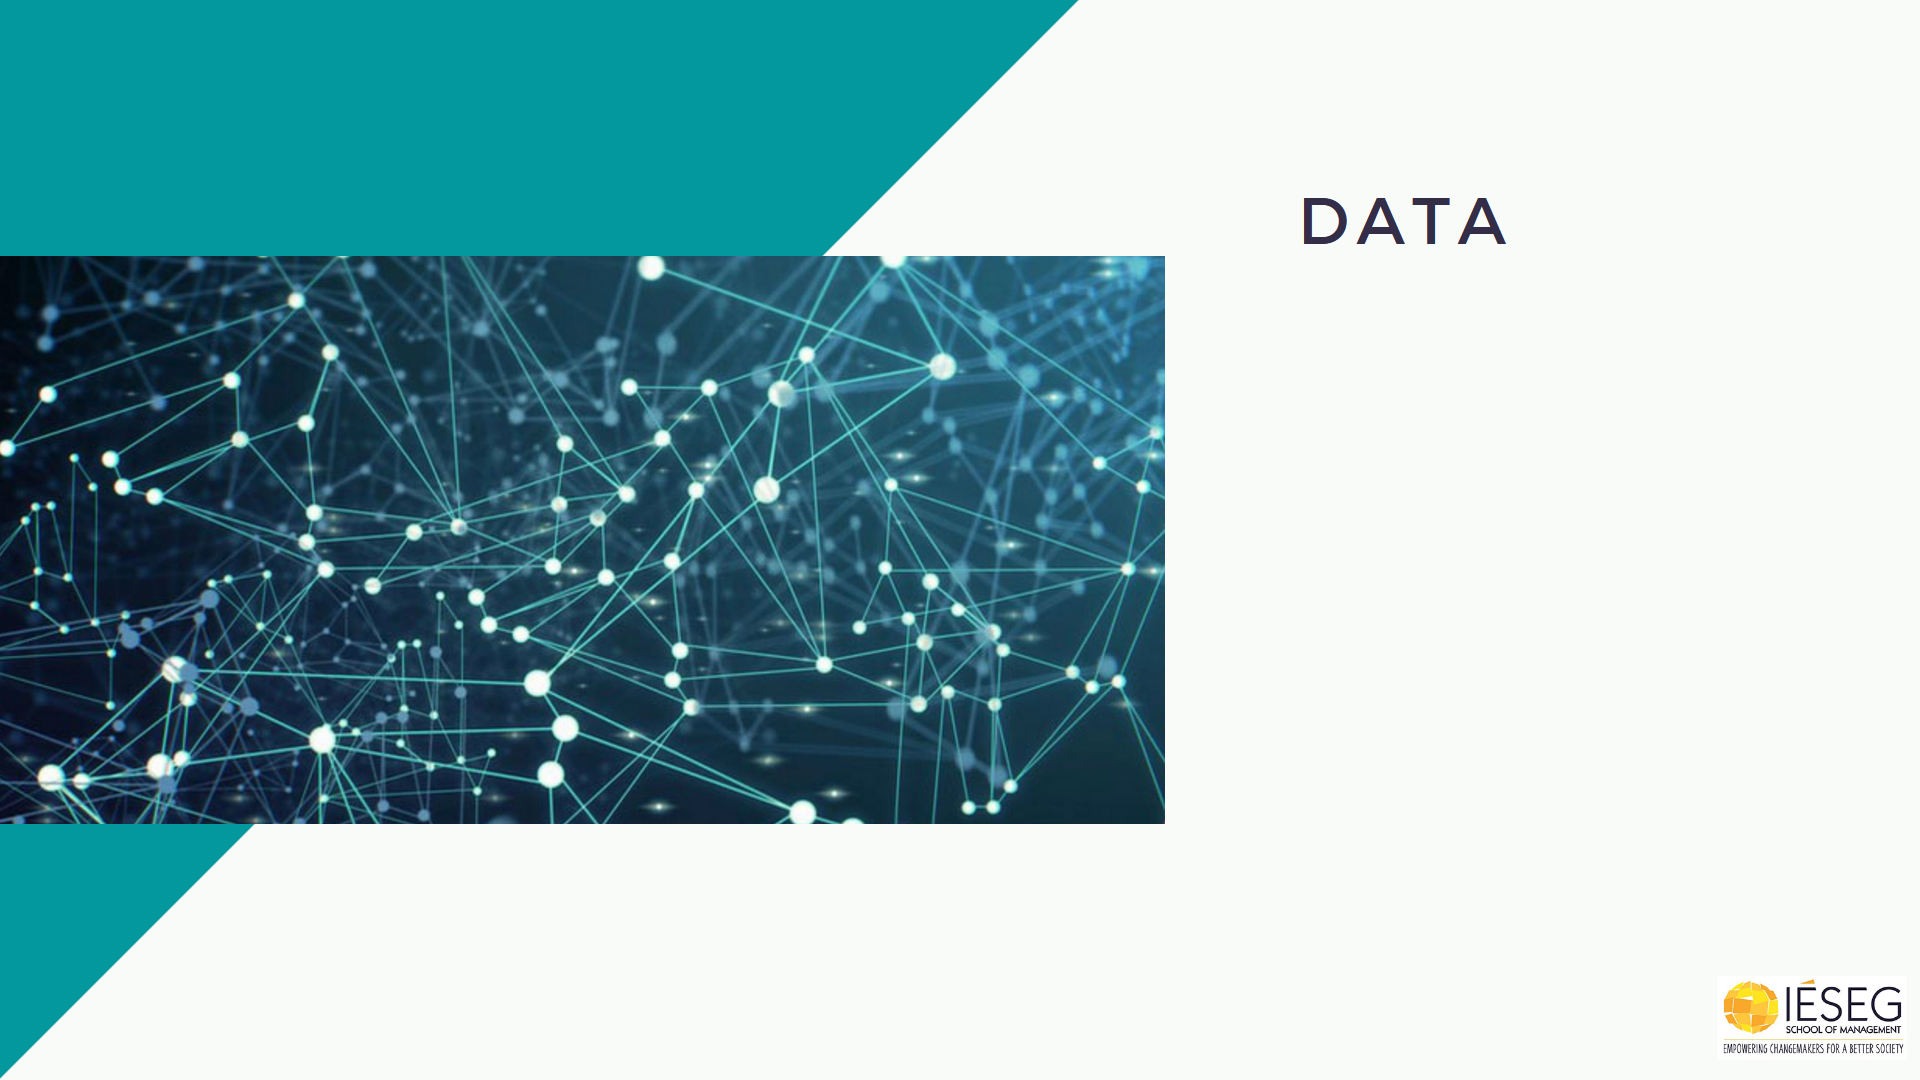 DATA
IÉSEG
SCHOOL OF MANAGEMENT
EMPOWERING CHANGEMAKERS FOR A BETTER SOCIETY